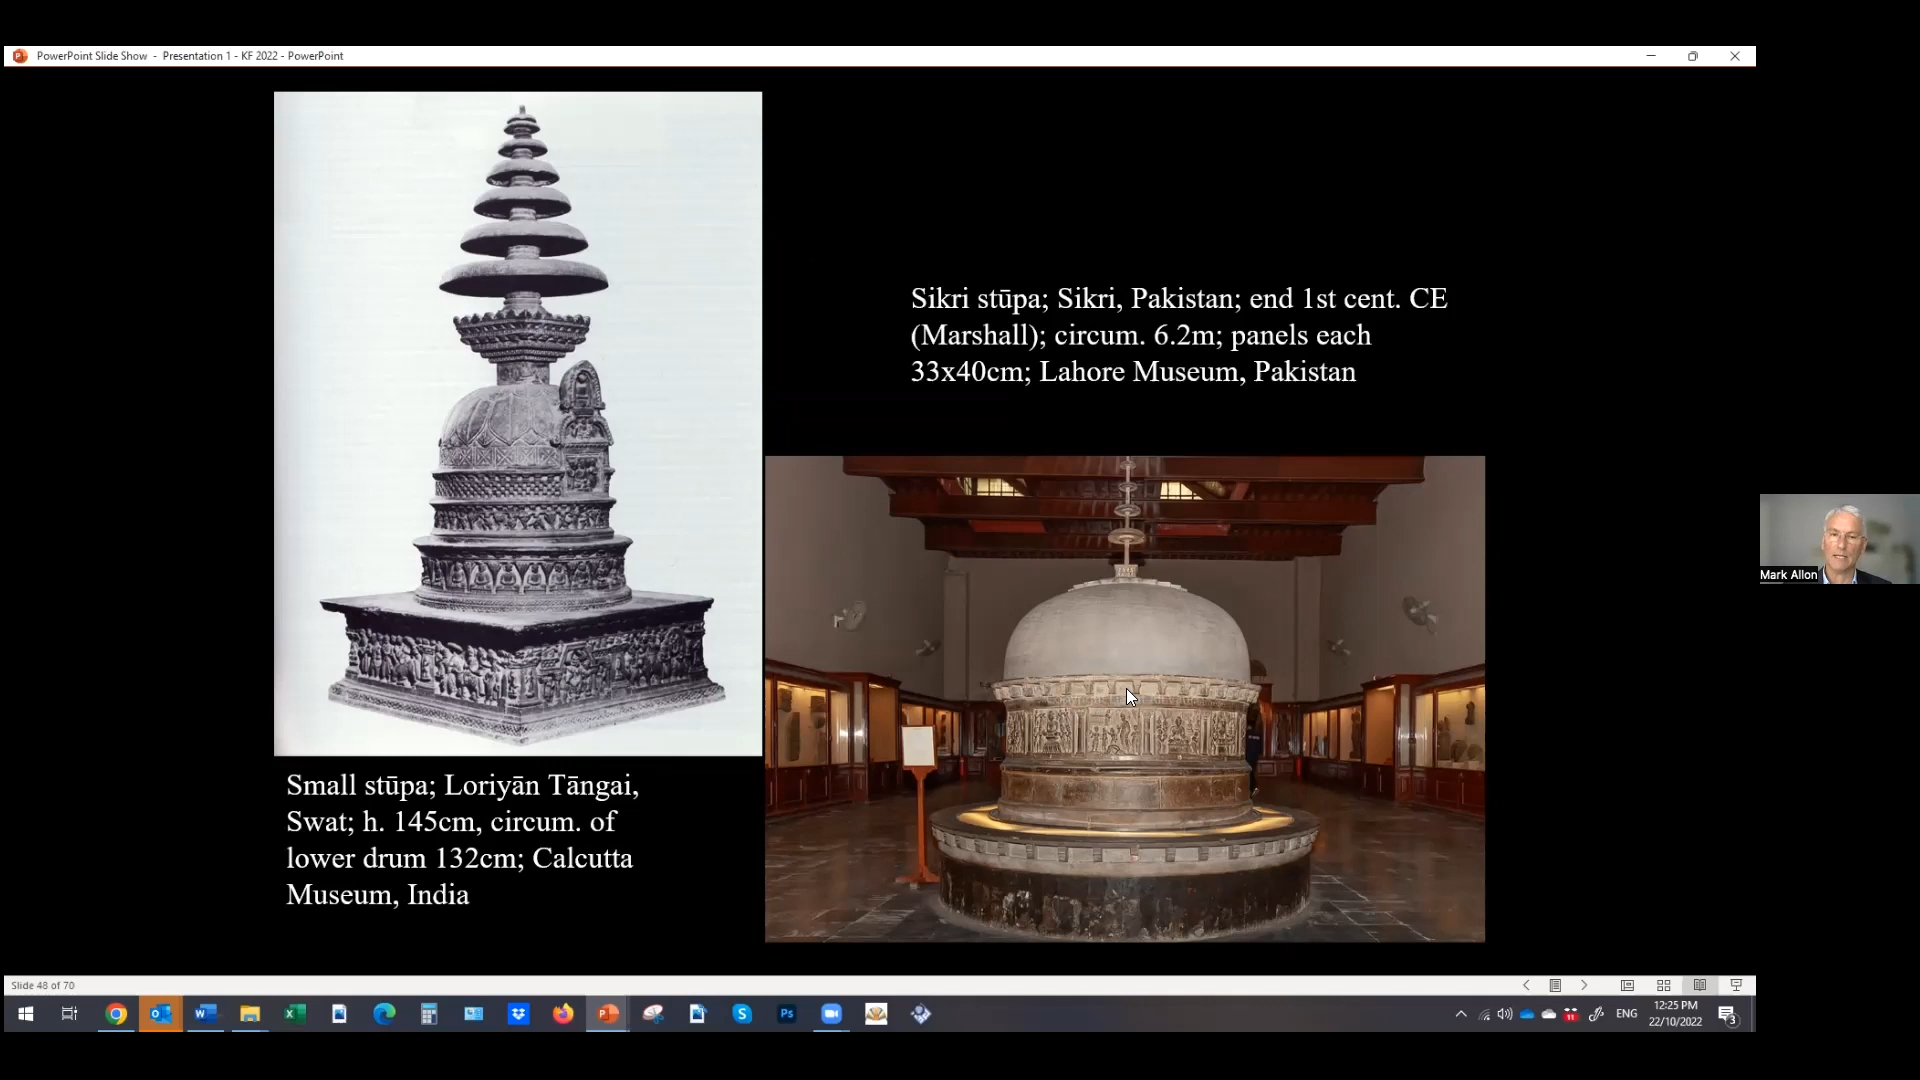 PowerPoint Slide Show - Presentation 1 - KF 2022 - PowerPoint
Sikri stūpa; Sikri, Pakistan; end 1st cent. CE
(Marshall); circum. 6.2m; panels each
33x40cm; Lahore Museum, Pakistan
Small stūpa; Loriyān Tāngai,
Swat; h. 145cm, circum. of
lower drum 132cm; Calcutta
Museum, India
Mark Allon
Slide 48 of 70
ENG
12:25 PM
22/10/2022
11
3